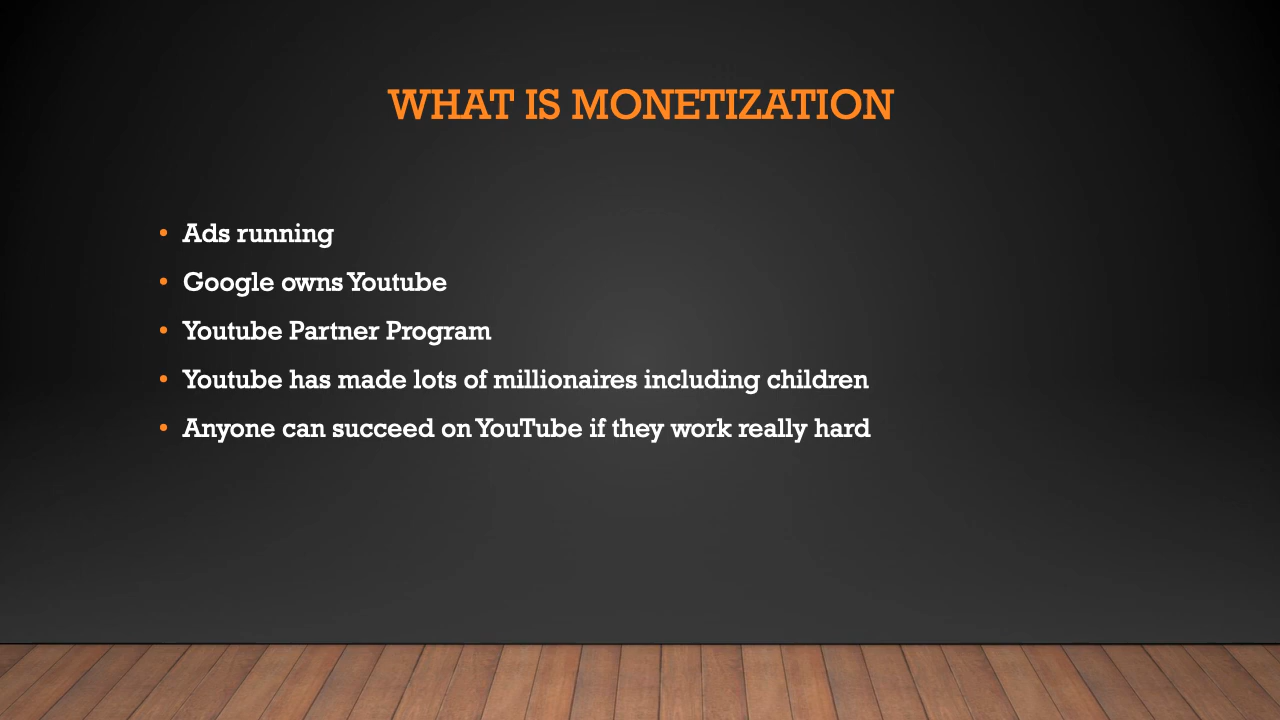 WHAT IS MONETIZATION
• Ads running
• Google owns Youtube
• Youtube Partner Program
• Youtube has made lots of millionaires including children
• Anyone can succeed on YouTube if they work really hard